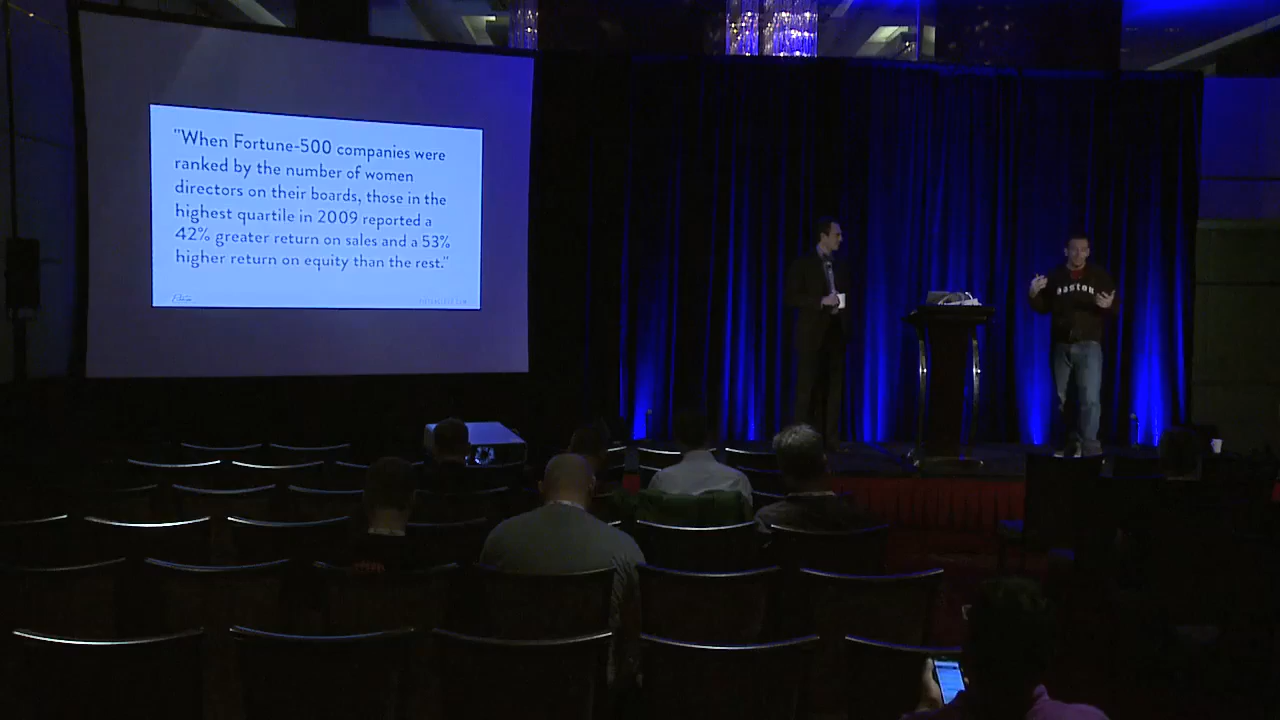 "When Fortune-500 companies were
ranked by the number of women
directors on their boards, those in the
highest quartile in 2009 reported a
42% greater return on sales and a 53%
higher return on equity than the rest."